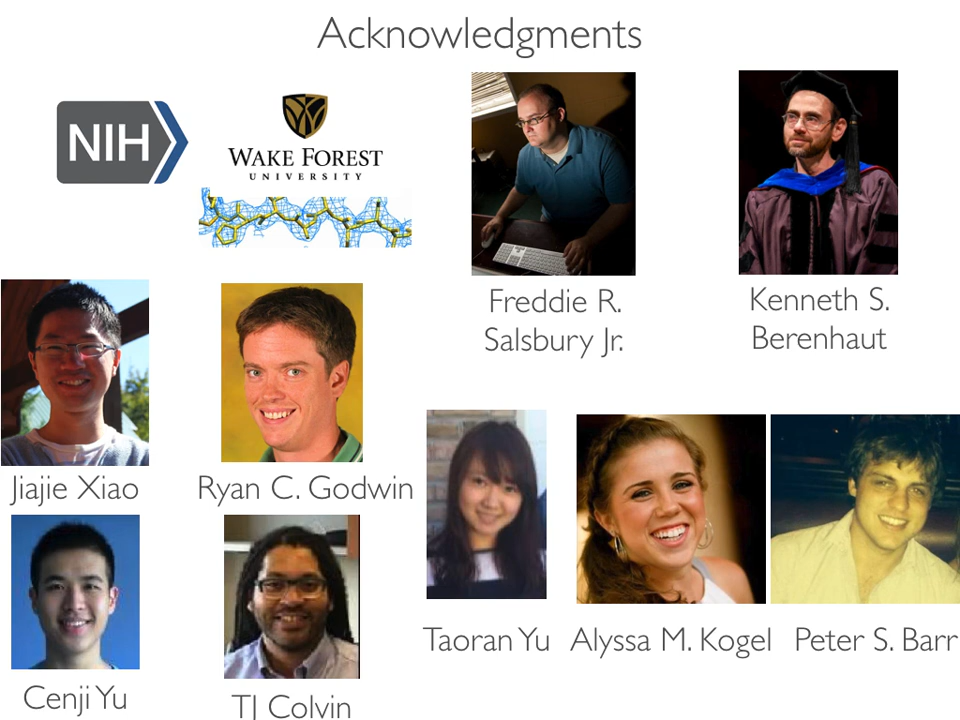 Acknowledgments
NIH
WAKE FOREST
UNIVERSITY
Freddie R.
Salsbury Jr.
Kenneth S.
Berenhaut
Jiajie Xiao
Ryan C. Godwin
Taoran Yu
Alyssa M. Kogel
Peter S. Barr
Cenji Yu
TJ Colvin